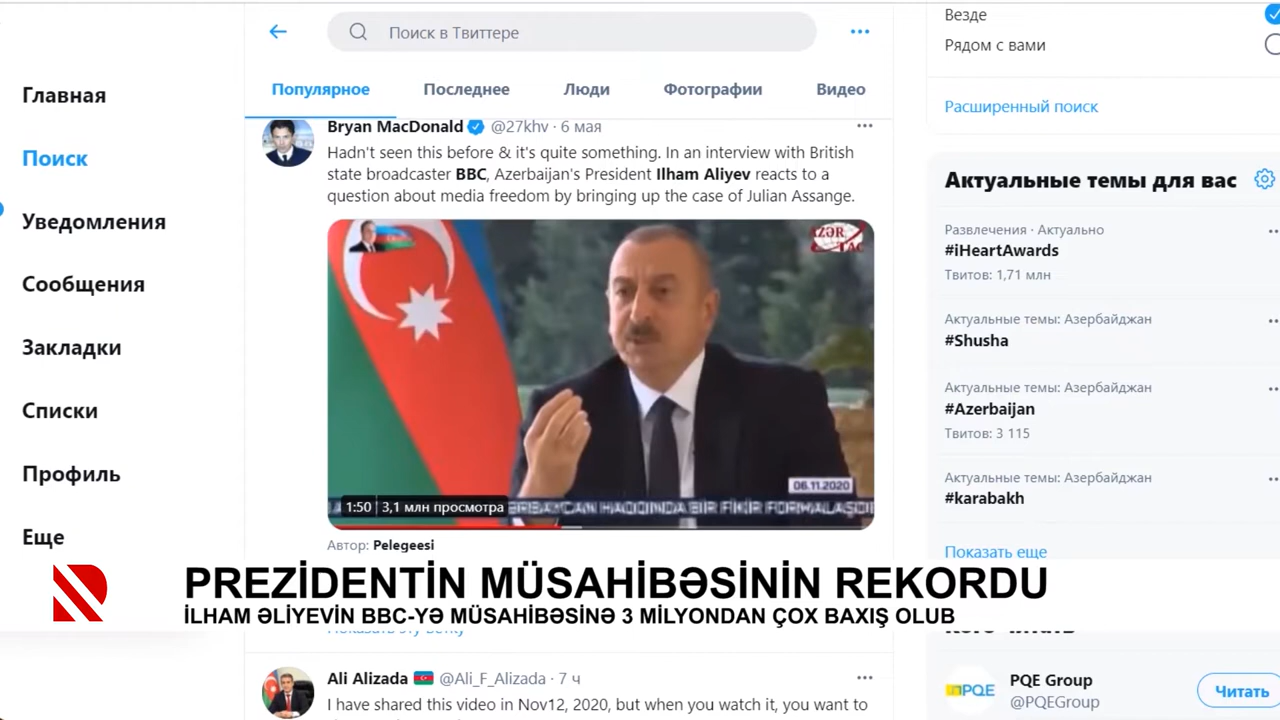 Поиск в Твиттере
Популярное
Последнее
Люди
Фотографии
Видео
Главная
Поиск
Уведомления
Сообщения
Закладки
Списки
Профиль
Еще
Bryan MacDonald @27khv · 6 мая
Hadn't seen this before & it's quite something. In an interview with British
state broadcaster BBC, Azerbaijan's President Ilham Aliyev reacts to a
question about media freedom by bringing up the case of Julian Assange.
06.11.2020
1:50 3,1 млн просмотра
HAQQINDA BİR FİKİR
Автор: Pelegeesi
PREZİDENTİN MÜSAHİBƏSİNİN REKORDU
İLHAM ƏLİYEVİN BBC-YƏ MÜSAHİBƏSİNƏ 3 MİLYONDAN ÇOX BAXIŞ OLUB
Ali Alizada @Ali_F_Alizada · 7 ч
I have shared this video in Nov12, 2020, but when you watch it, you want to
Везде
Рядом с вами
Расширенный поиск
Актуальные темы для вас
Развлечения · Актуально
#iHeartAwards
Твитов: 1,71 млн
Актуальные темы: Азербайджан
#Shusha
Актуальные темы: Азербайджан
#Azerbaijan
Твитов: 3 115
Актуальные темы: Азербайджан
#karabakh
Показать еще
PQE
PQE Group
@PQEGroup
Читать